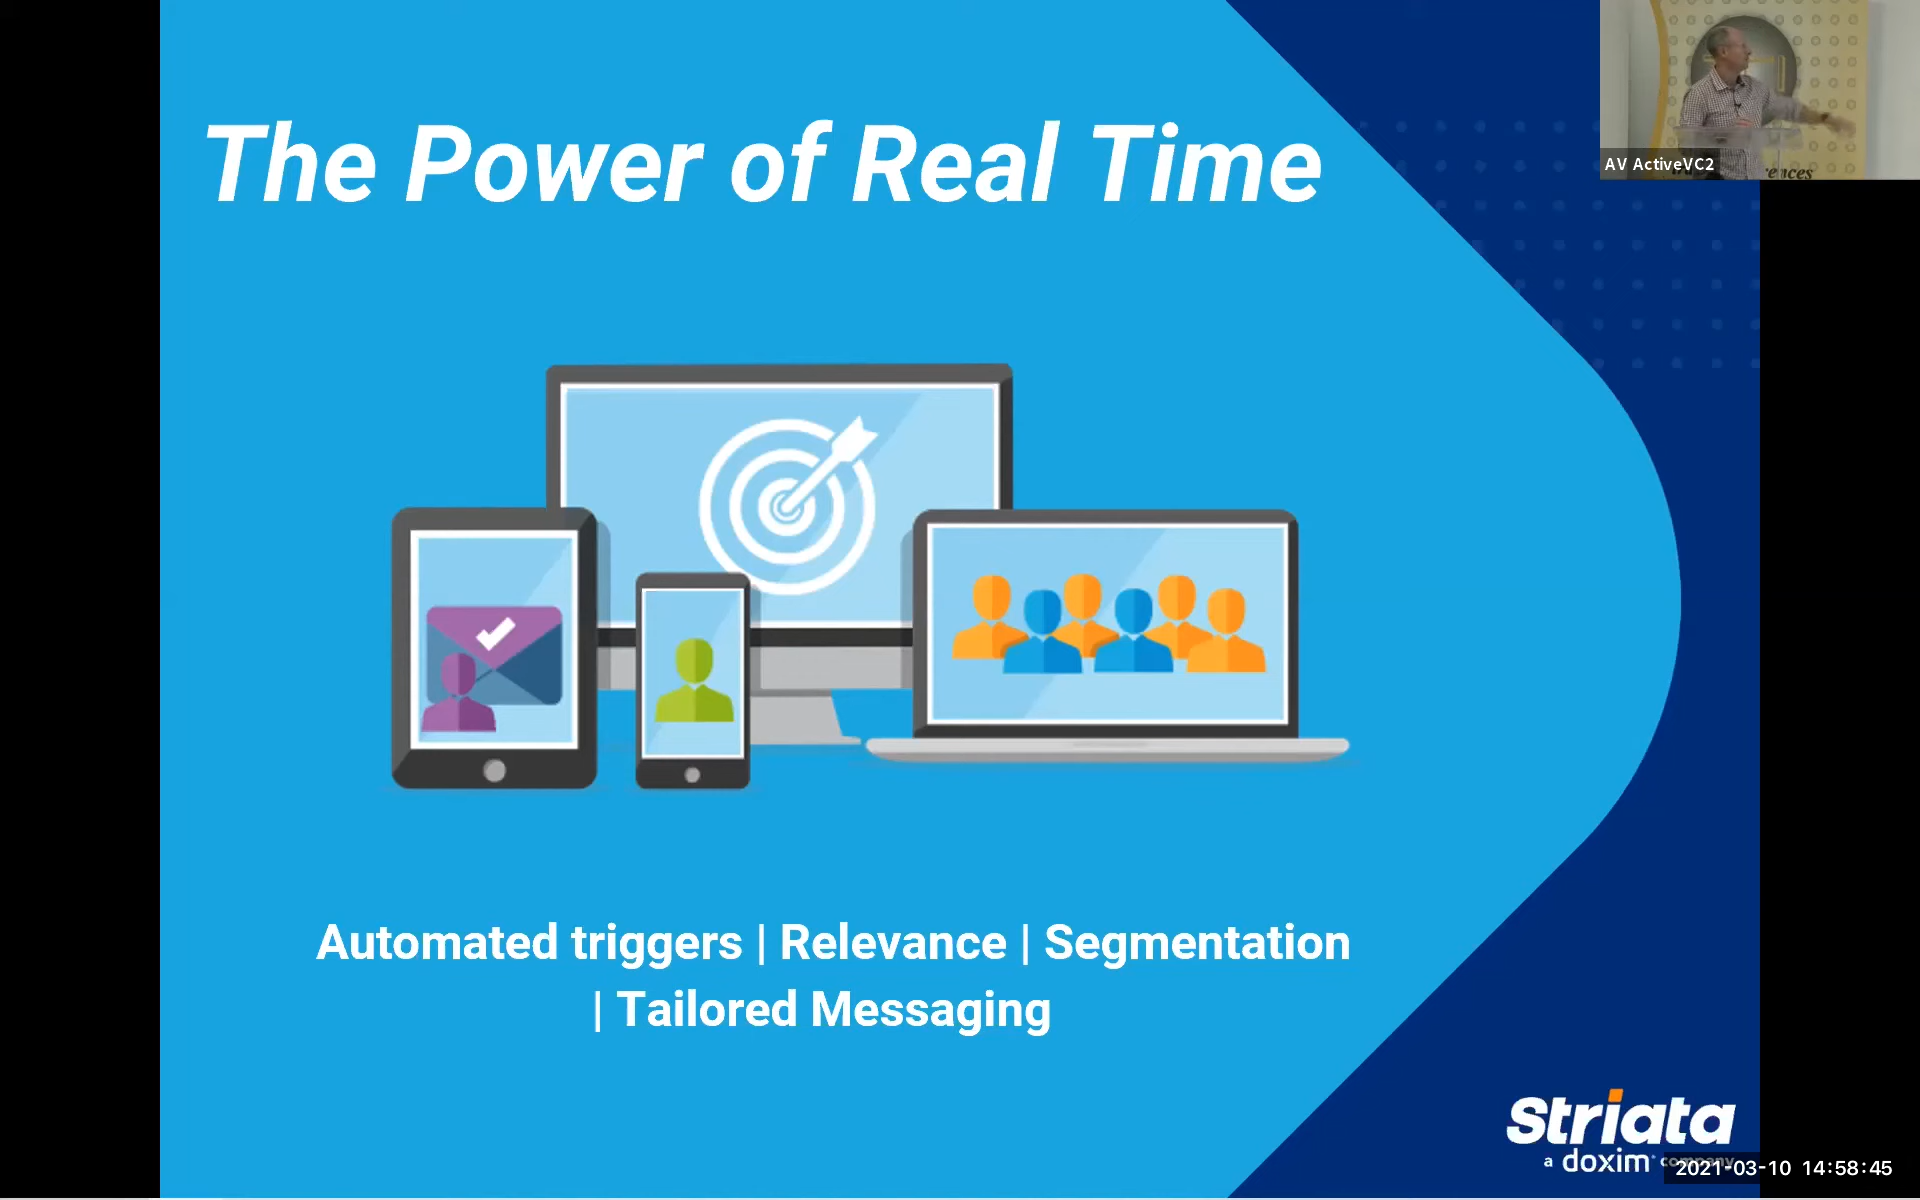 The Power of Real Time
AV ActiveVC2
Automated triggers | Relevance | Segmentation
| Tailored Messaging
Striata
a doxim company
2021-03-10 14:58:45